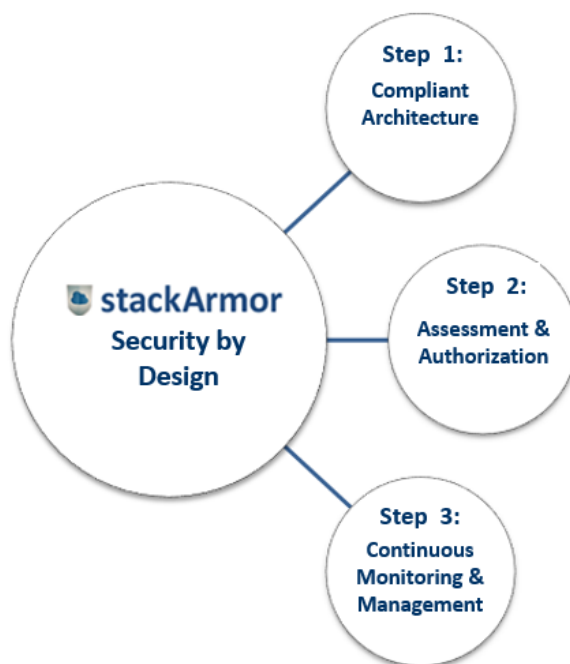 Step 1:
Compliant
Architecture
stackArmor
Security by
Design
Step 2:
Assessment &
Authorization
Step 3:
Continuous
Monitoring &
Management